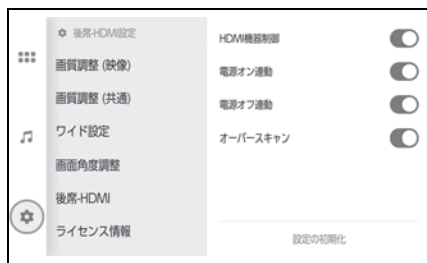 後席-HDMI設定
画質調整 (映像)
画質調整 (共通)
ワイド設定
画面角度調整
後席-HDMI
ライセンス情報
HDMI機器制御
電源オン連動
電源オフ連動
オーバースキャン
設定の初期化